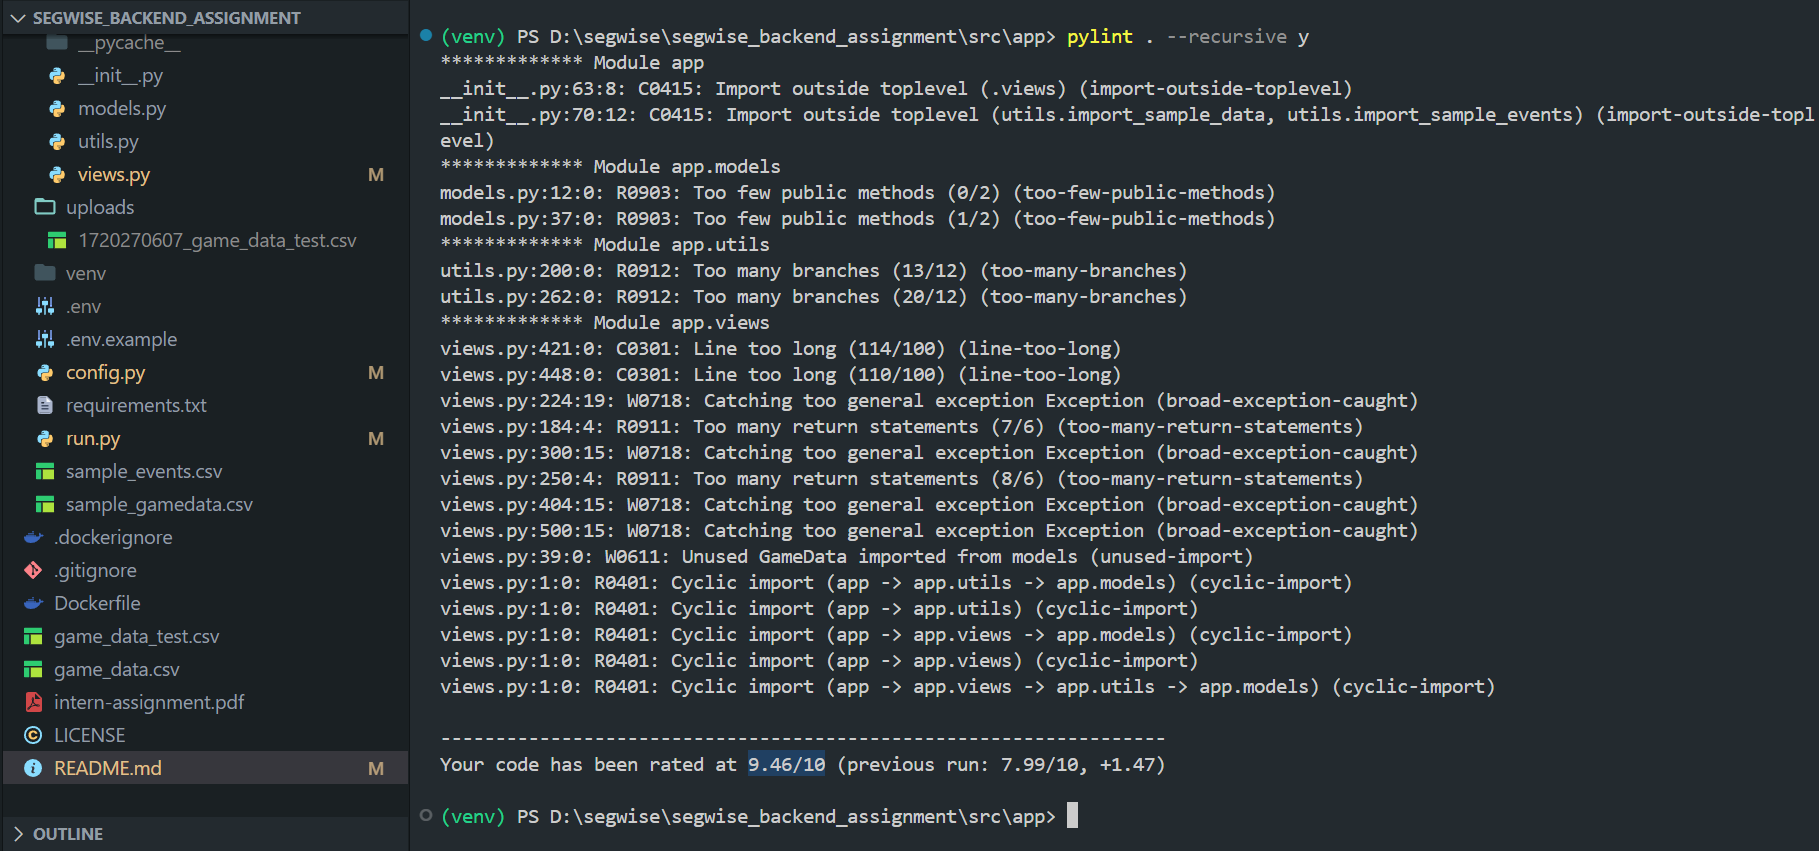 SEGWISE_BACKEND_ASSIGNMENT
__pycache__
__init__.py
models.py
utils.py
views.py M
uploads
1720270607_game_data_test.csv
venv
.env
.env.example
config.py M
requirements.txt
run.py M
sample_events.csv
sample_gamedata.csv
.dockerignore
.gitignore
Dockerfile
game_data_test.csv
game_data.csv
intern-assignment.pdf
LICENSE
README.md M
OUTLINE
(venv) PS D:\segwise\segwise_backend_assignment\src\app> pylint . --recursive y
************* Module app
__init__.py:63:8: C0415: Import outside toplevel (.views) (import-outside-toplevel)
__init__.py:70:12: C0415: Import outside toplevel (utils.import_sample_data, utils.import_sample_events) (import-outside-topl
evel)
************* Module app.models
models.py:12:0: R0903: Too few public methods (0/2) (too-few-public-methods)
models.py:37:0: R0903: Too few public methods (1/2) (too-few-public-methods)
************* Module app.utils
utils.py:200:0: R0912: Too many branches (13/12) (too-many-branches)
utils.py:262:0: R0912: Too many branches (20/12) (too-many-branches)
************* Module app.views
views.py:421:0: C0301: Line too long (114/100) (line-too-long)
views.py:448:0: C0301: Line too long (110/100) (line-too-long)
views.py:224:19: W0718: Catching too general exception Exception (broad-exception-caught)
views.py:184:4: R0911: Too many return statements (7/6) (too-many-return-statements)
views.py:300:15: W0718: Catching too general exception Exception (broad-exception-caught)
views.py:250:4: R0911: Too many return statements (8/6) (too-many-return-statements)
views.py:404:15: W0718: Catching too general exception Exception (broad-exception-caught)
views.py:500:15: W0718: Catching too general exception Exception (broad-exception-caught)
views.py:39:0: W0611: Unused GameData imported from models (unused-import)
views.py:1:0: R0401: Cyclic import (app -> app.utils -> app.models) (cyclic-import)
views.py:1:0: R0401: Cyclic import (app -> app.utils) (cyclic-import)
views.py:1:0: R0401: Cyclic import (app -> app.views -> app.models) (cyclic-import)
views.py:1:0: R0401: Cyclic import (app -> app.views) (cyclic-import)
views.py:1:0: R0401: Cyclic import (app -> app.views -> app.utils -> app.models) (cyclic-import)
------------------------------------------------------------------
Your code has been rated at 9.46/10 (previous run: 7.99/10, +1.47)
(venv) PS D:\segwise\segwise_backend_assignment\src\app>